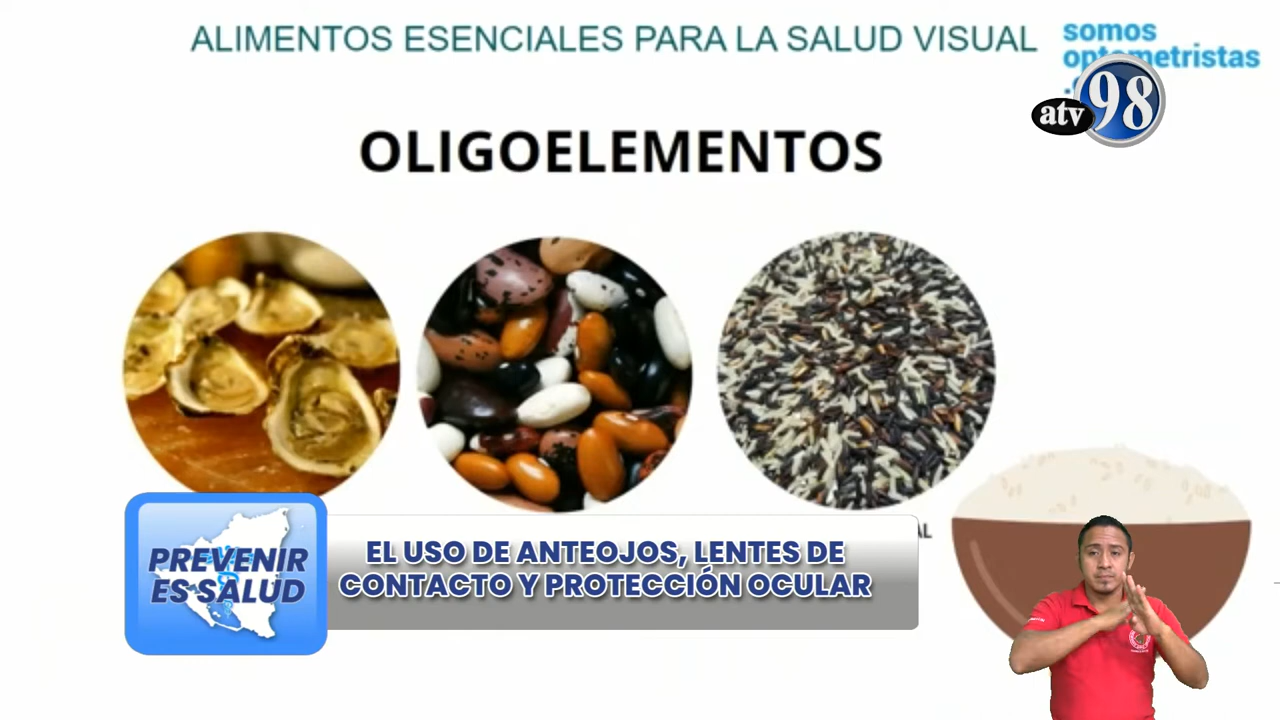 ALIMENTOS ESENCIALES PARA LA SALUD VISUAL
somos
optometristas
atv 98
OLIGOELEMENTOS
PREVENIR
ES SALUD
EL USO DE ANTEOJOS, LENTES DE
CONTACTO Y PROTECCIÓN OCULAR